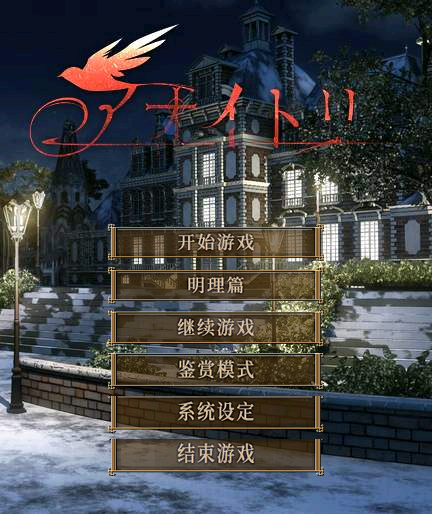 アオイトリ
开始游戏
明理篇
继续游戏
鉴赏模式
系统设定
结束游戏